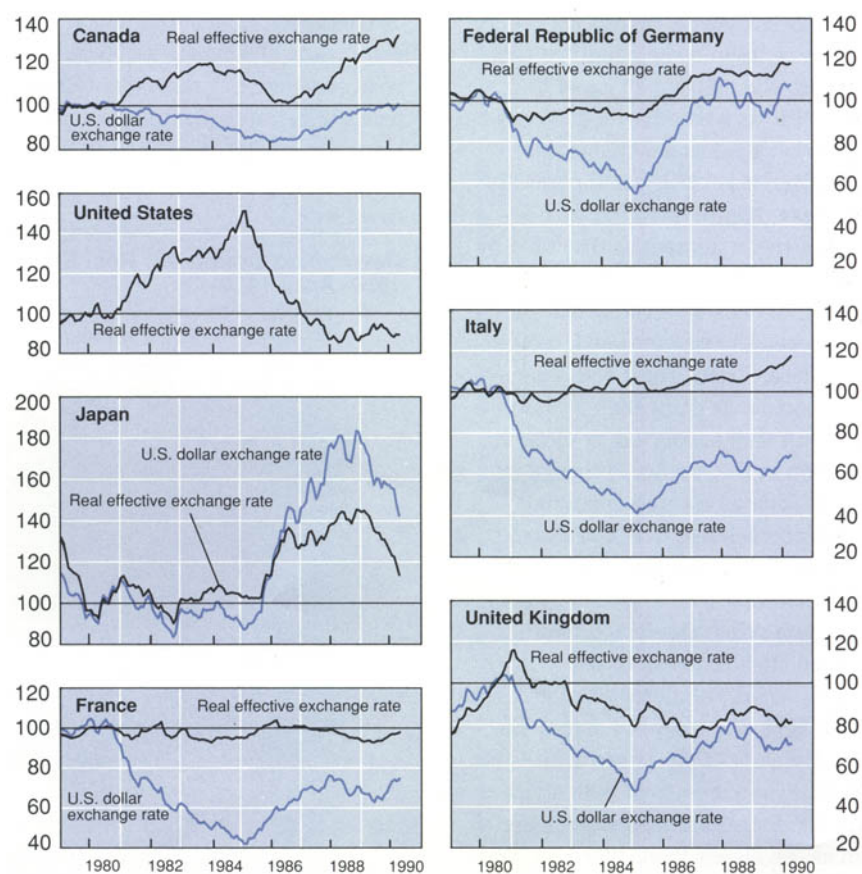 140
Canada
Real effective exchange rate
120
100
U.S. dollar
exchange rate
80
160
United States
140
120
100
Real effective exchange rate
80
200
Japan
180
U.S. dollar exchange rate
160
Real effective exchange rate
140
120
100
80
120
France
Real effective exchange rate
100
80
U.S. dollar
exchange rate
60
40
1980 1982 1984 1986 1988 1990
140
Federal Republic of Germany
120
Real effective exchange rate
100
80
60
U.S. dollar exchange rate
40
20
140
Italy
120
Real effective exchange rate
100
80
60
40
U.S. dollar exchange rate
20
140
United Kingdom
120
Real effective exchange rate
100
80
60
40
U.S. dollar exchange rate
20
1980 1982 1984 1986 1988 1990